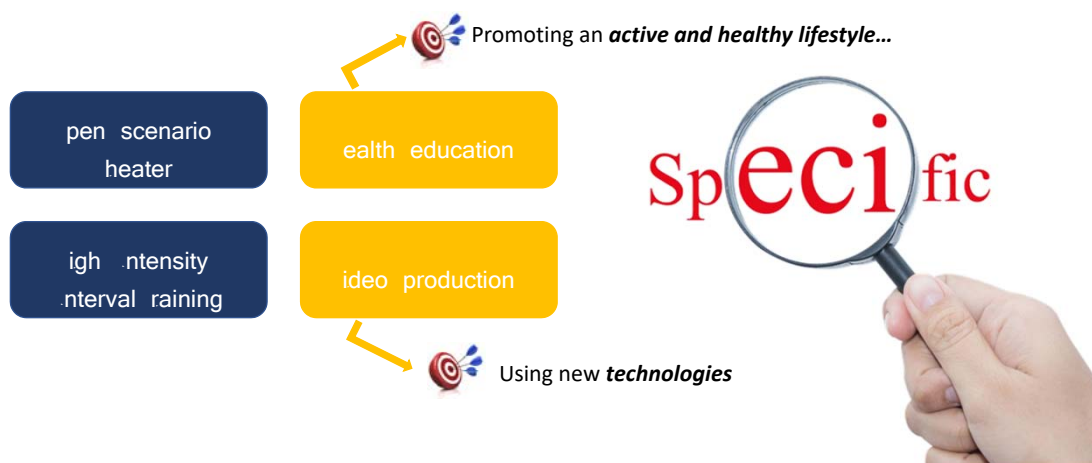 Promoting an active and healthy lifestyle…
pen scenario
heater
ealth education
Specific
igh ntensity
nterval raining
ideo production
Using new technologies